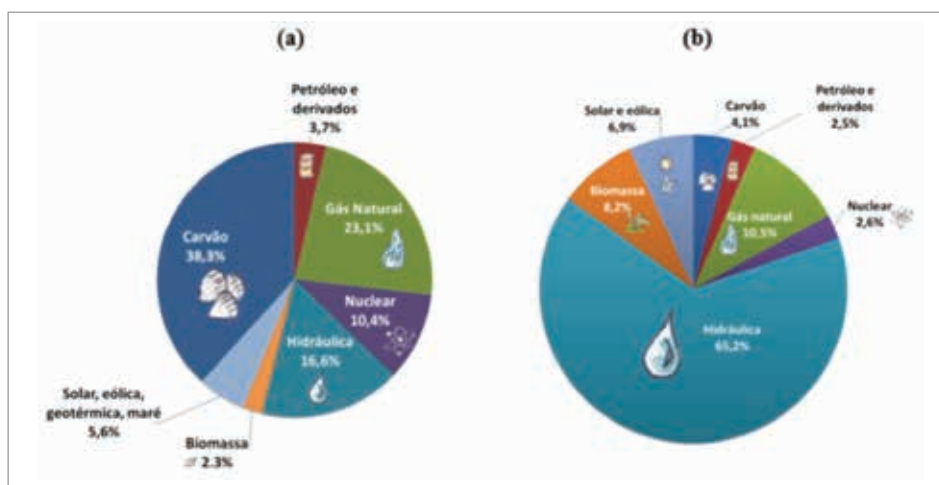 (a)
Petróleo e
derivados
3,7%
Gás Natural
23,1%
Nuclear
10,4%
Hidráulica
16,6%
Biomassa
2.3%
Solar, eólica,
geotérmica, maré
5,6%
Carvão
38,3%
(b)
Carvão
4,1%
Petróleo e
derivados
2,5%
Gás natural
10,5%
Nuclear
2,6%
Hidráulica
65,2%
Biomassa
8,2%
Solar e eólica
6,9%